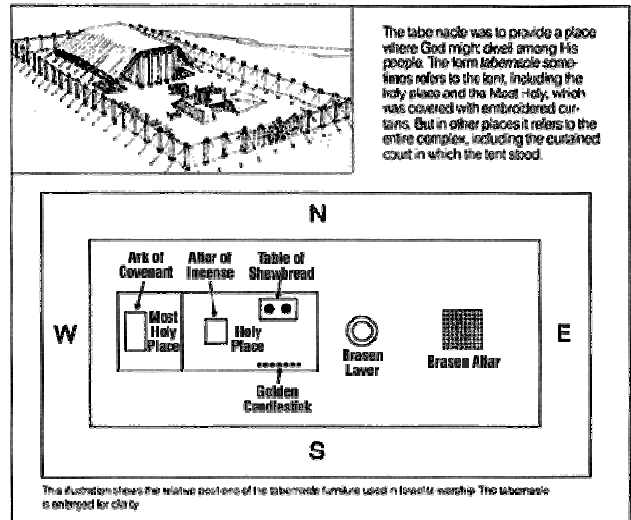 The tabernacle was to provide a place
where God might dwell among His
people. The term tabernacle some-
times refers to the tent, including the
holy place and the Most Holy, which
was covered with embroidered cur-
tains. But in other places it refers to the
entire complex, including the curtained
court in which the tent stood.
N
Ark of
Covenant
Altar of
Incense
Table of
Shewbread
W
Most
Holy
Place
Holy
Place
Brasen
Laver
Brasen Altar
E
Golden
Candlestick
S
This illustration shows the relative positions of the tabernacle furniture used in Israelite worship. The tabernacle
is enlarged for clarity